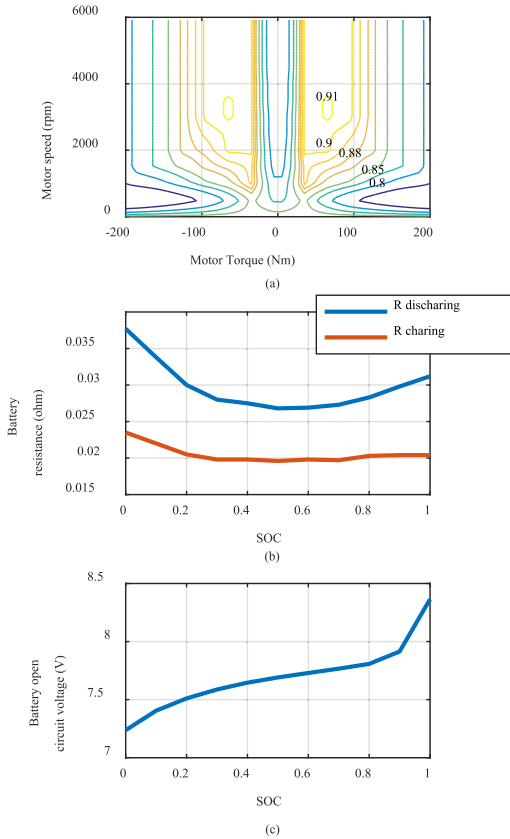 6000
4000
2000
0
Motor speed (rpm)
0.91
0.9
0.88
0.85
0.8
-200
-100
0
100
200
Motor Torque (Nm)
(a)
R discharing
R charing
0.035
0.03
0.025
0.02
0.015
Battery
resistance (ohm)
0
0.2
0.4
0.6
0.8
1
SOC
(b)
8.5
8
7.5
7
Battery open
circuit voltage (V)
0
0.2
0.4
0.6
0.8
1
SOC
(c)